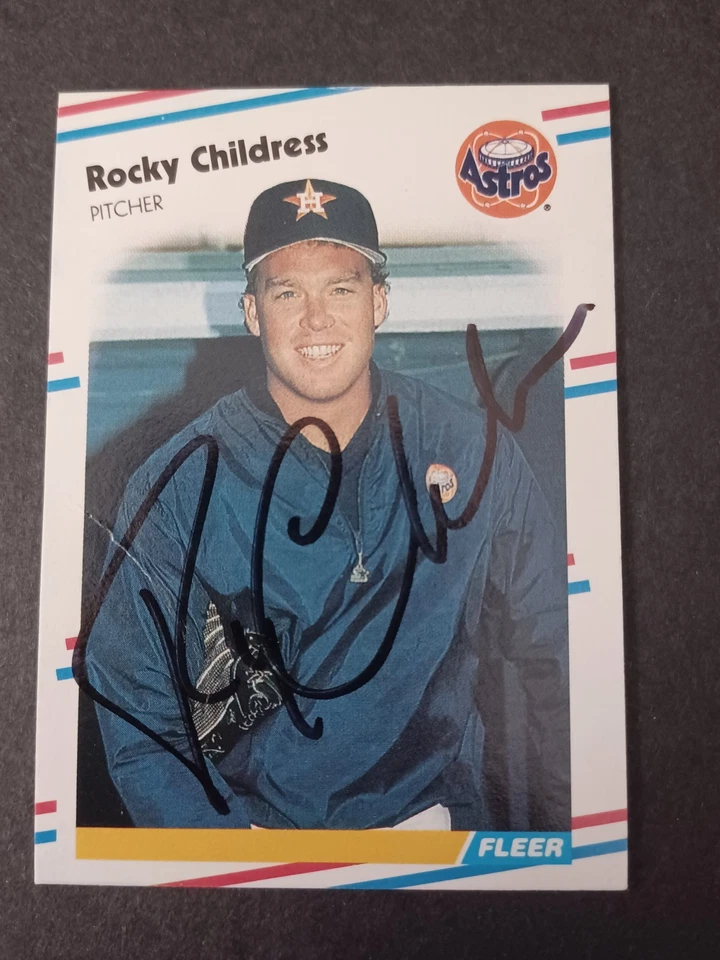 Rocky Childress
PITCHER
Astros
H
FLEER